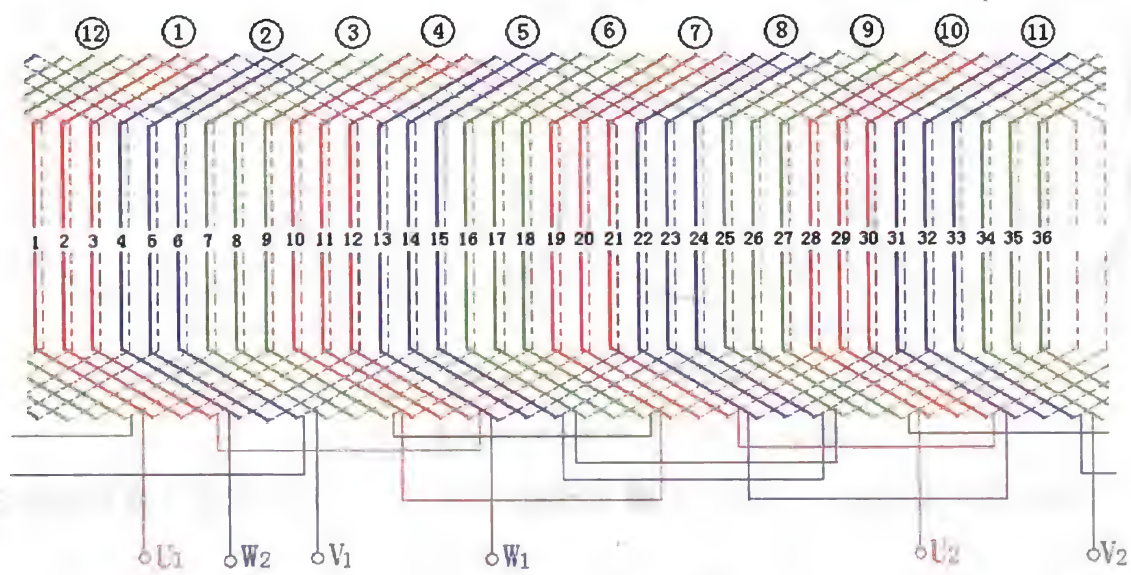 ⑫ ① ② ③ ④ ⑤ ⑥ ⑦ ⑧ ⑨ ⑩ ⑪
1 2 3 4 5 6 7 8 9 10 11 12 13 14 15 16 17 18 19 20 21 22 23 24 25 26 27 28 29 30 31 32 33 34 35 36
U1 W2 V1 W1 U2 V2